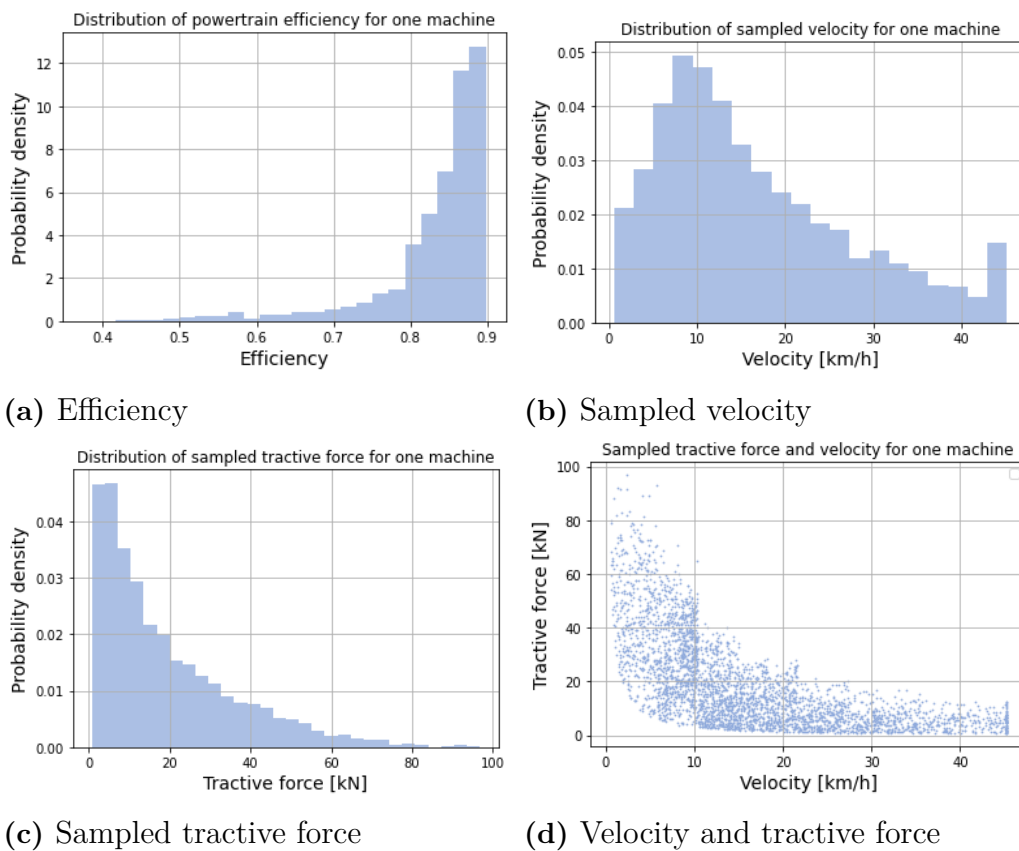 Distribution of powertrain efficiency for one machine
Probability density
12
10
8
6
4
2
0
0.4 0.5 0.6 0.7 0.8 0.9
Efficiency
(a) Efficiency
Distribution of sampled velocity for one machine
Probability density
0.05
0.04
0.03
0.02
0.01
0.00
0 10 20 30 40
Velocity [km/h]
(b) Sampled velocity
Distribution of sampled tractive force for one machine
Probability density
0.04
0.03
0.02
0.01
0.00
0 20 40 60 80 100
Tractive force [kN]
(c) Sampled tractive force
Sampled tractive force and velocity for one machine
Tractive force [kN]
100
80
60
40
20
0
0 10 20 30 40
Velocity [km/h]
(d) Velocity and tractive force